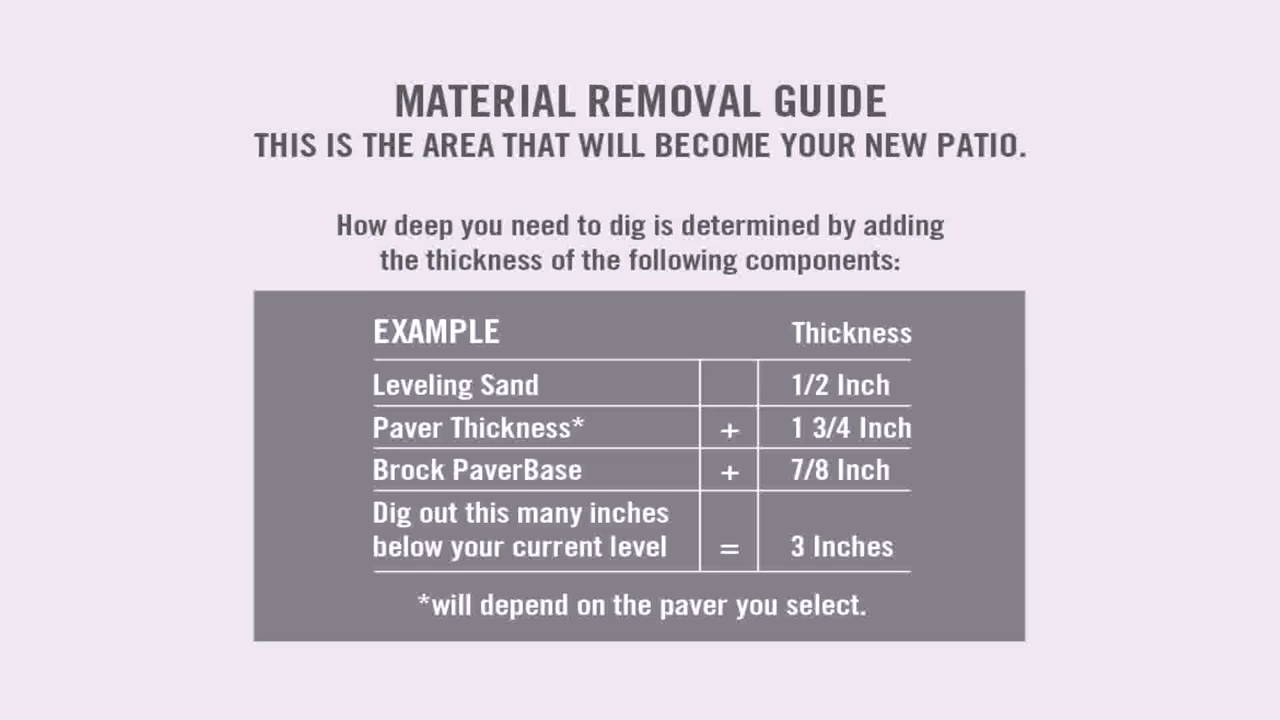 MATERIAL REMOVAL GUIDE
THIS IS THE AREA THAT WILL BECOME YOUR NEW PATIO.
How deep you need to dig is determined by adding
the thickness of the following components:
EXAMPLE Thickness
Leveling Sand 1/2 Inch
Paver Thickness* + 1 3/4 Inch
Brock PaverBase + 7/8 Inch
Dig out this many inches
below your current level = 3 Inches
*will depend on the paver you select.